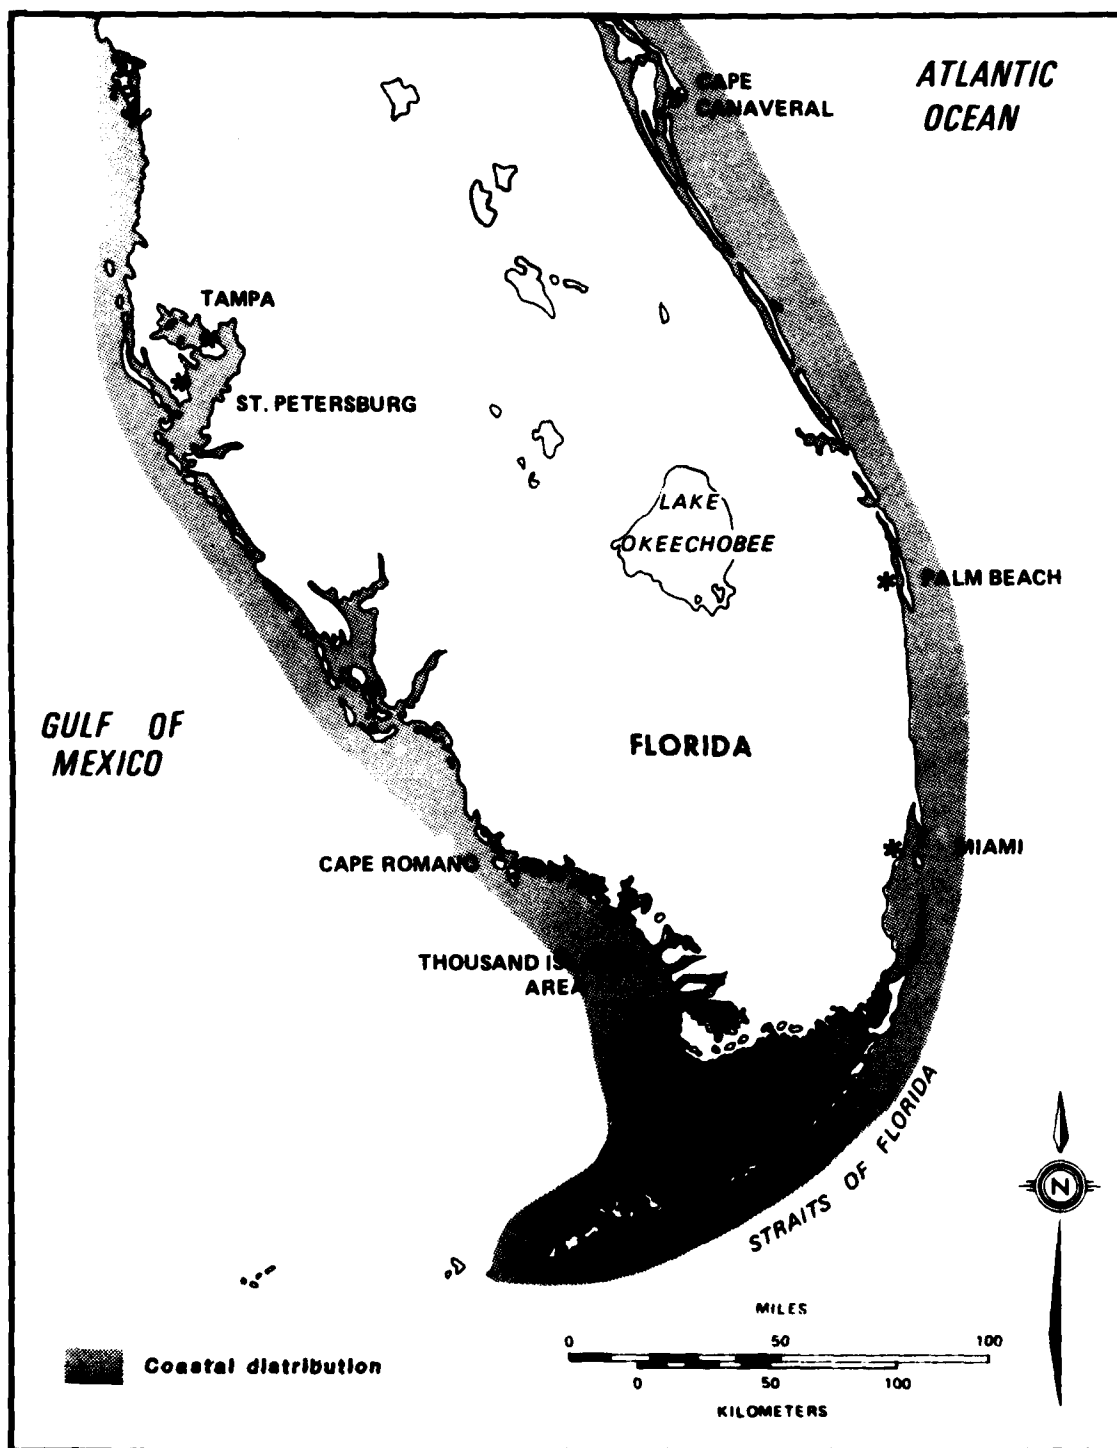 ATLANTIC
OCEAN
CAPE
CANAVERAL
TAMPA
ST. PETERSBURG
LAKE
OKEECHOBEE
PALM BEACH
GULF OF
MEXICO
FLORIDA
MIAMI
CAPE ROMANO
THOUSAND IS
AREA
STRAITS OF FLORIDA
N
MILES
0 50 100
Coastal distribution
0 50 100
KILOMETERS